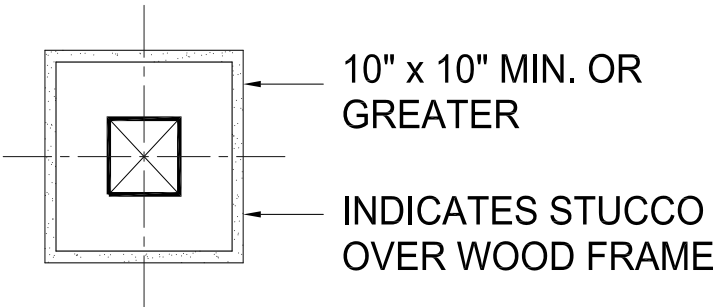 10" x 10" MIN. OR
GREATER
INDICATES STUCCO
OVER WOOD FRAME